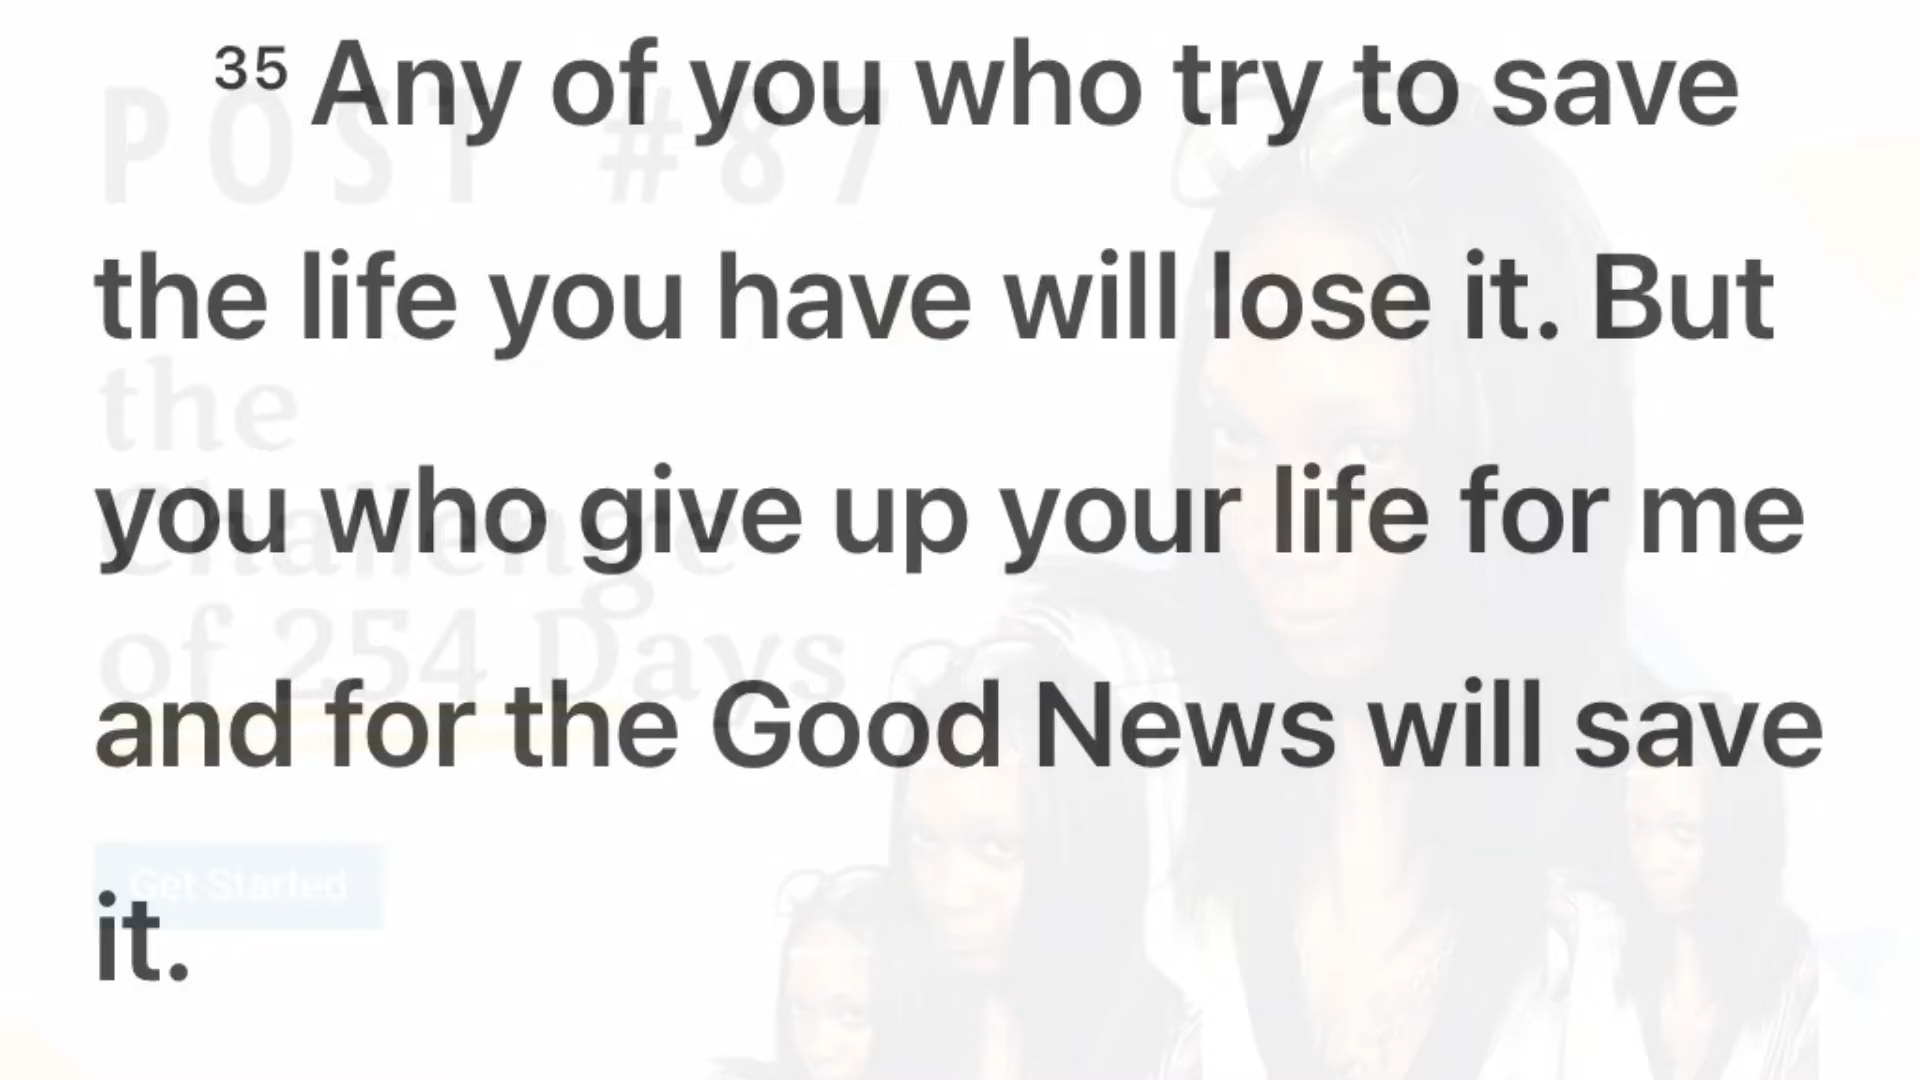 35 Any of you who try to save
POST #87
the life you have will lose it. But
the
you who give up your life for me
Challenge
of 254 Days
and for the Good News will save
Get Started
it.